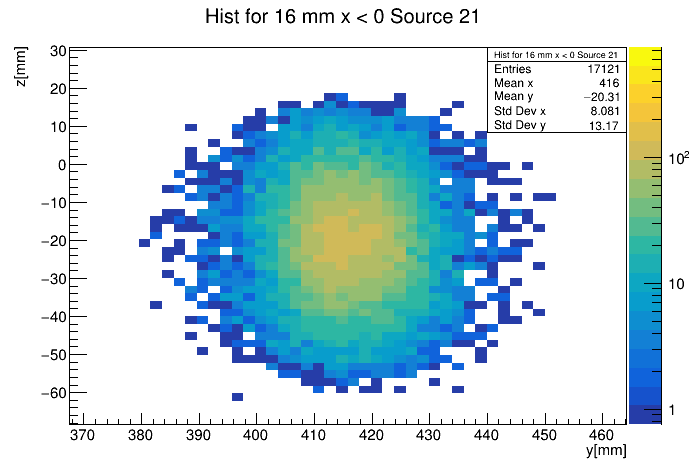 Hist for 16 mm x < 0 Source 21
z[mm]
Hist for 16 mm x < 0 Source 21
Entries 17121
Mean x 416
Mean y −20.31
Std Dev x 8.081
Std Dev y 13.17
30
20
10
0
−10
−20
−30
−40
−50
−60
10²
10
1
370 380 390 400 410 420 430 440 450 460
y[mm]